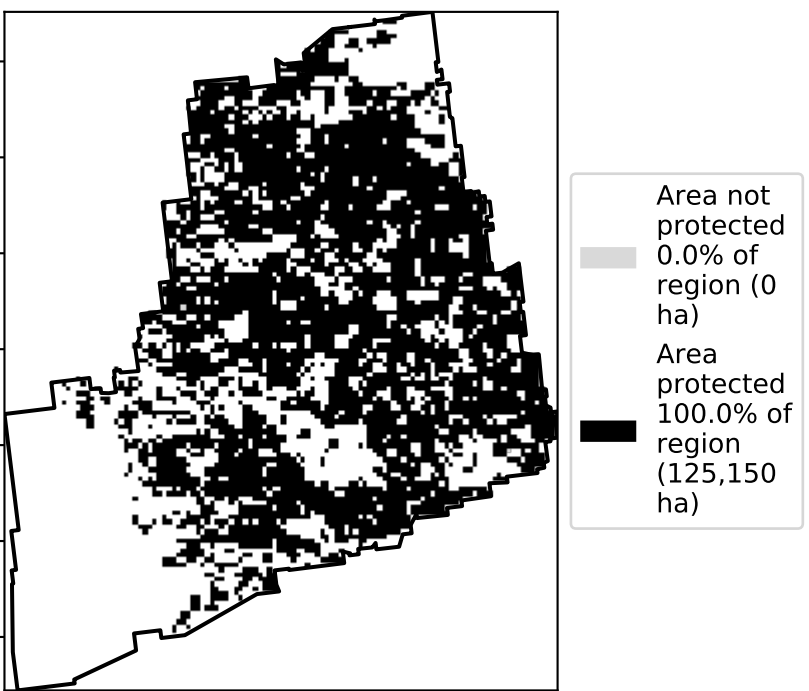 Area not
protected
0.0% of
region (0
ha)
Area
protected
100.0% of
region
(125,150
ha)